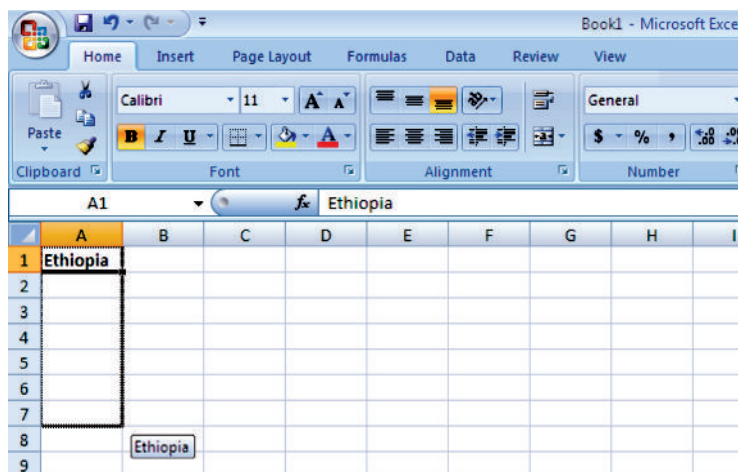 Book1 - Microsoft Exce
Home Insert Page Layout Formulas Data Review View
Calibri 11 A A General
Paste B I U A $ % , .00
Clipboard Font Alignment Number
A1 fx Ethiopia
A B C D E F G H I
1 Ethiopia
2
3
4
5
6
7
8 Ethiopia
9